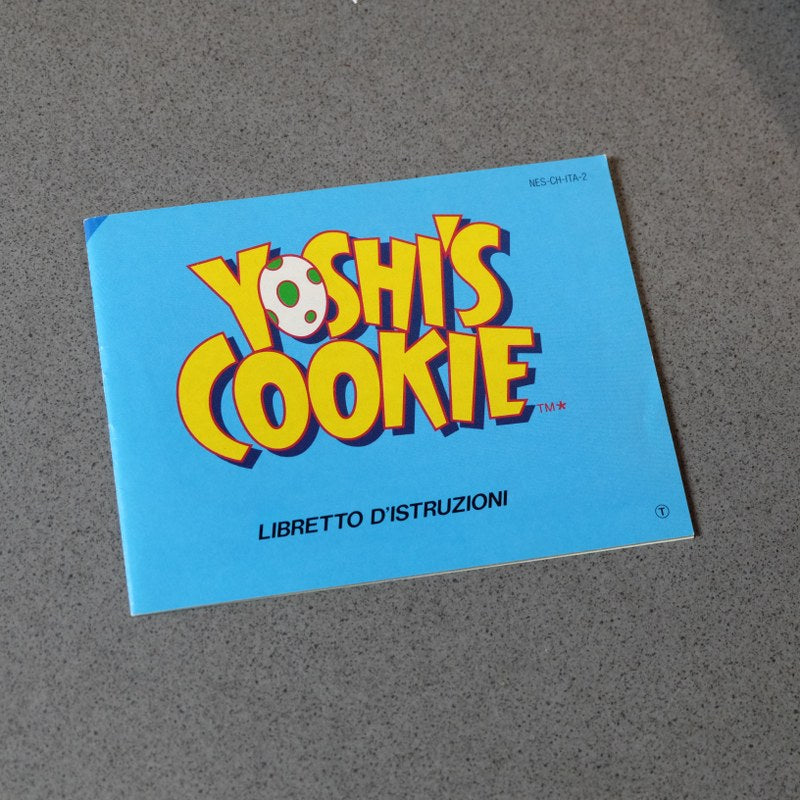 NES-CH-ITA-2
YOSHI'S
COOKIE
TM*
LIBRETTO D'ISTRUZIONI
T